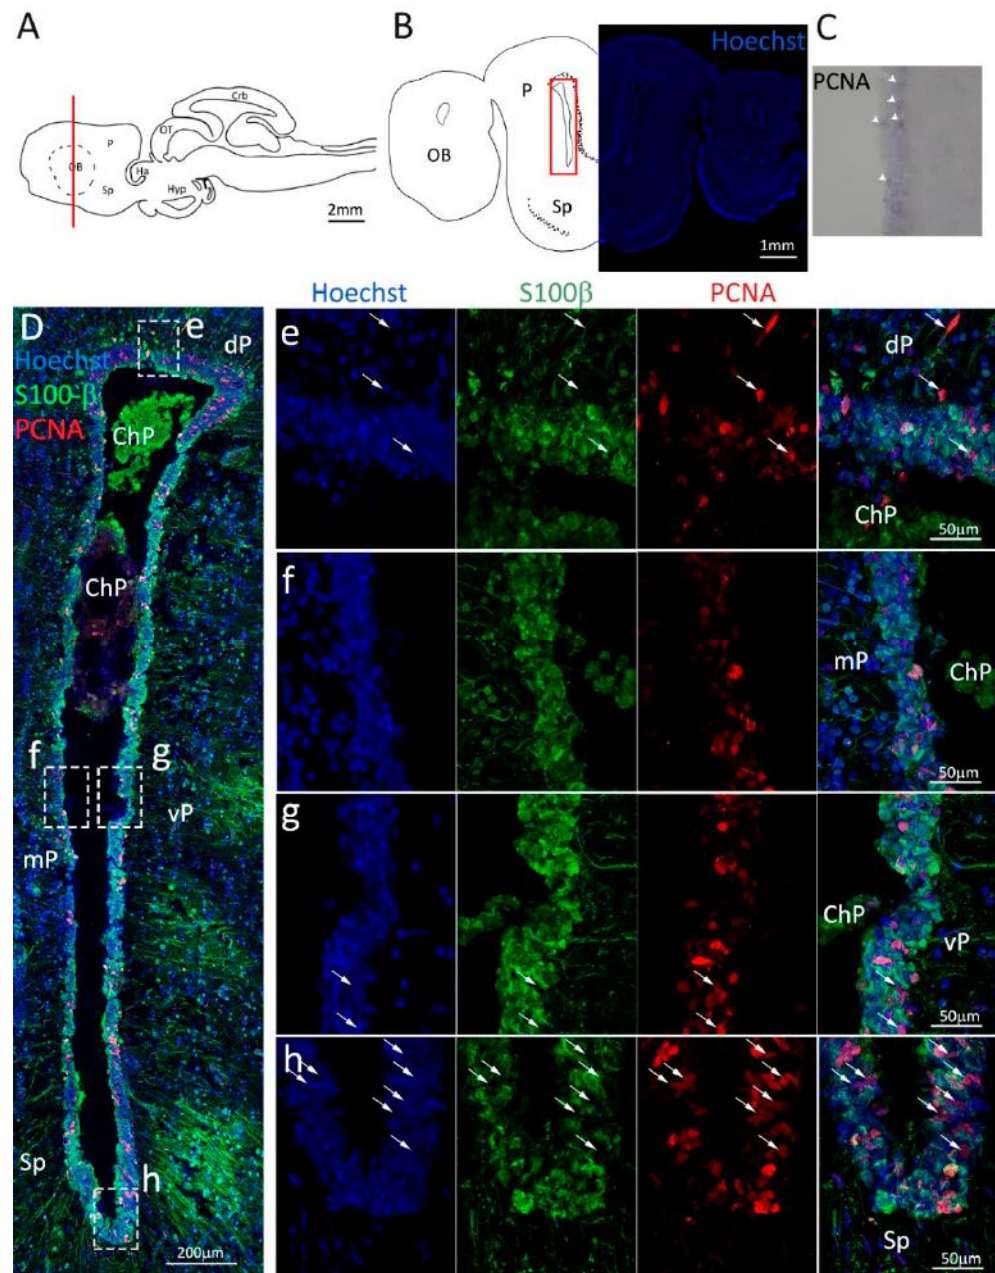 A
P
OB
Sp
Ha
OT
Crb
Hyp
2mm
B
OB
P
Sp
Hoechst
1mm
C
PCNA
D
Hoechst
S100-β
PCNA
e
dP
ChP
ChP
f
g
vP
mP
Sp
h
200µm
Hoechst S100β PCNA
e
dP
ChP
50µm
f
mP
ChP
50µm
g
ChP
vP
50µm
h
Sp
50µm